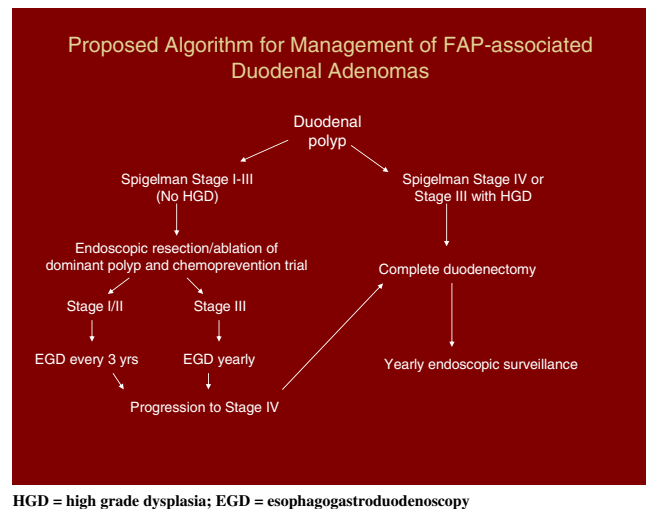 Proposed Algorithm for Management of FAP-associated
Duodenal Adenomas
Duodenal
polyp
Spigelman Stage I-III
(No HGD)
Spigelman Stage IV or
Stage III with HGD
Endoscopic resection/ablation of
dominant polyp and chemoprevention trial
Complete duodenectomy
Stage I/II
Stage III
EGD every 3 yrs
EGD yearly
Yearly endoscopic surveillance
Progression to Stage IV
HGD = high grade dysplasia; EGD = esophagogastroduodenoscopy